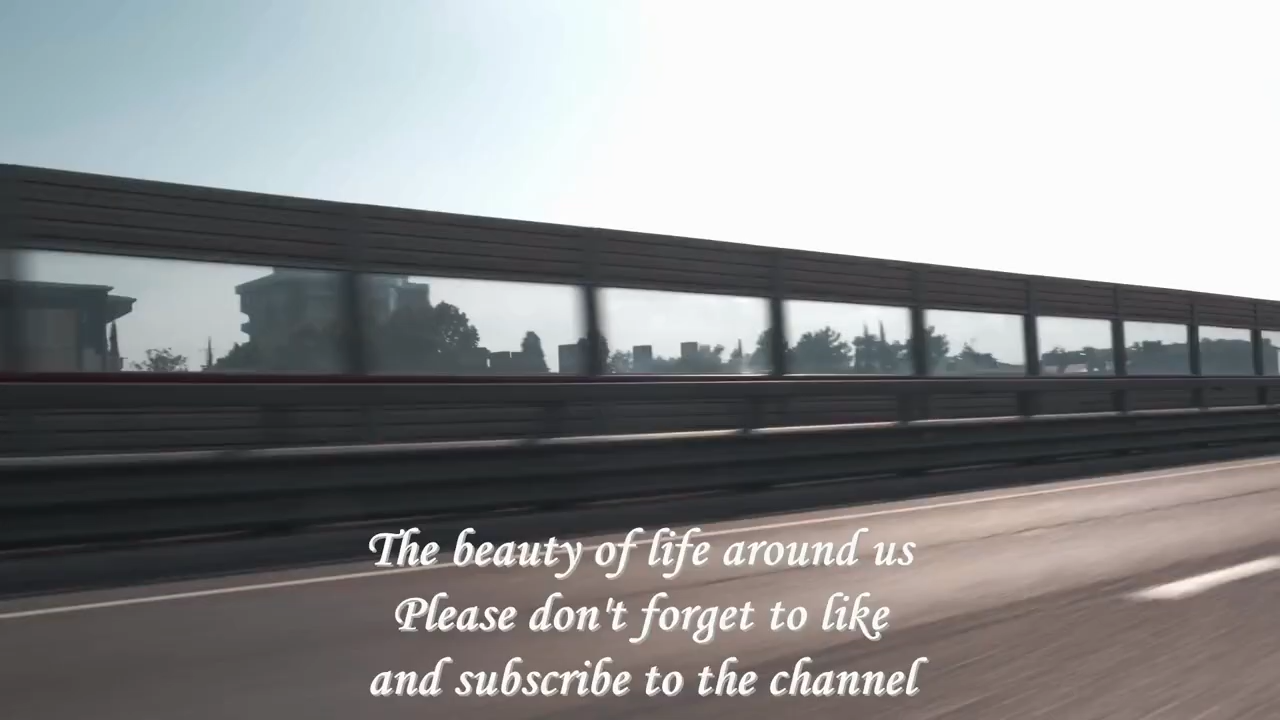 The beauty of life around us
Please don't forget to like
and subscribe to the channel